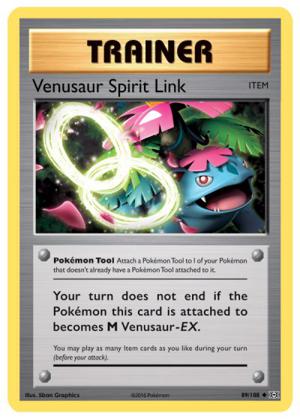 TRAINER
Venusaur Spirit Link
ITEM
Pokémon Tool Attach a Pokémon Tool to 1 of your Pokémon
that doesn't already have a Pokémon Tool attached to it.
Your turn does not end if the
Pokémon this card is attached to
becomes M Venusaur-EX.
You may play as many Item cards as you like during your turn
(before your attack).
Illus. 5ban Graphics
©2016 Pokémon
89/108